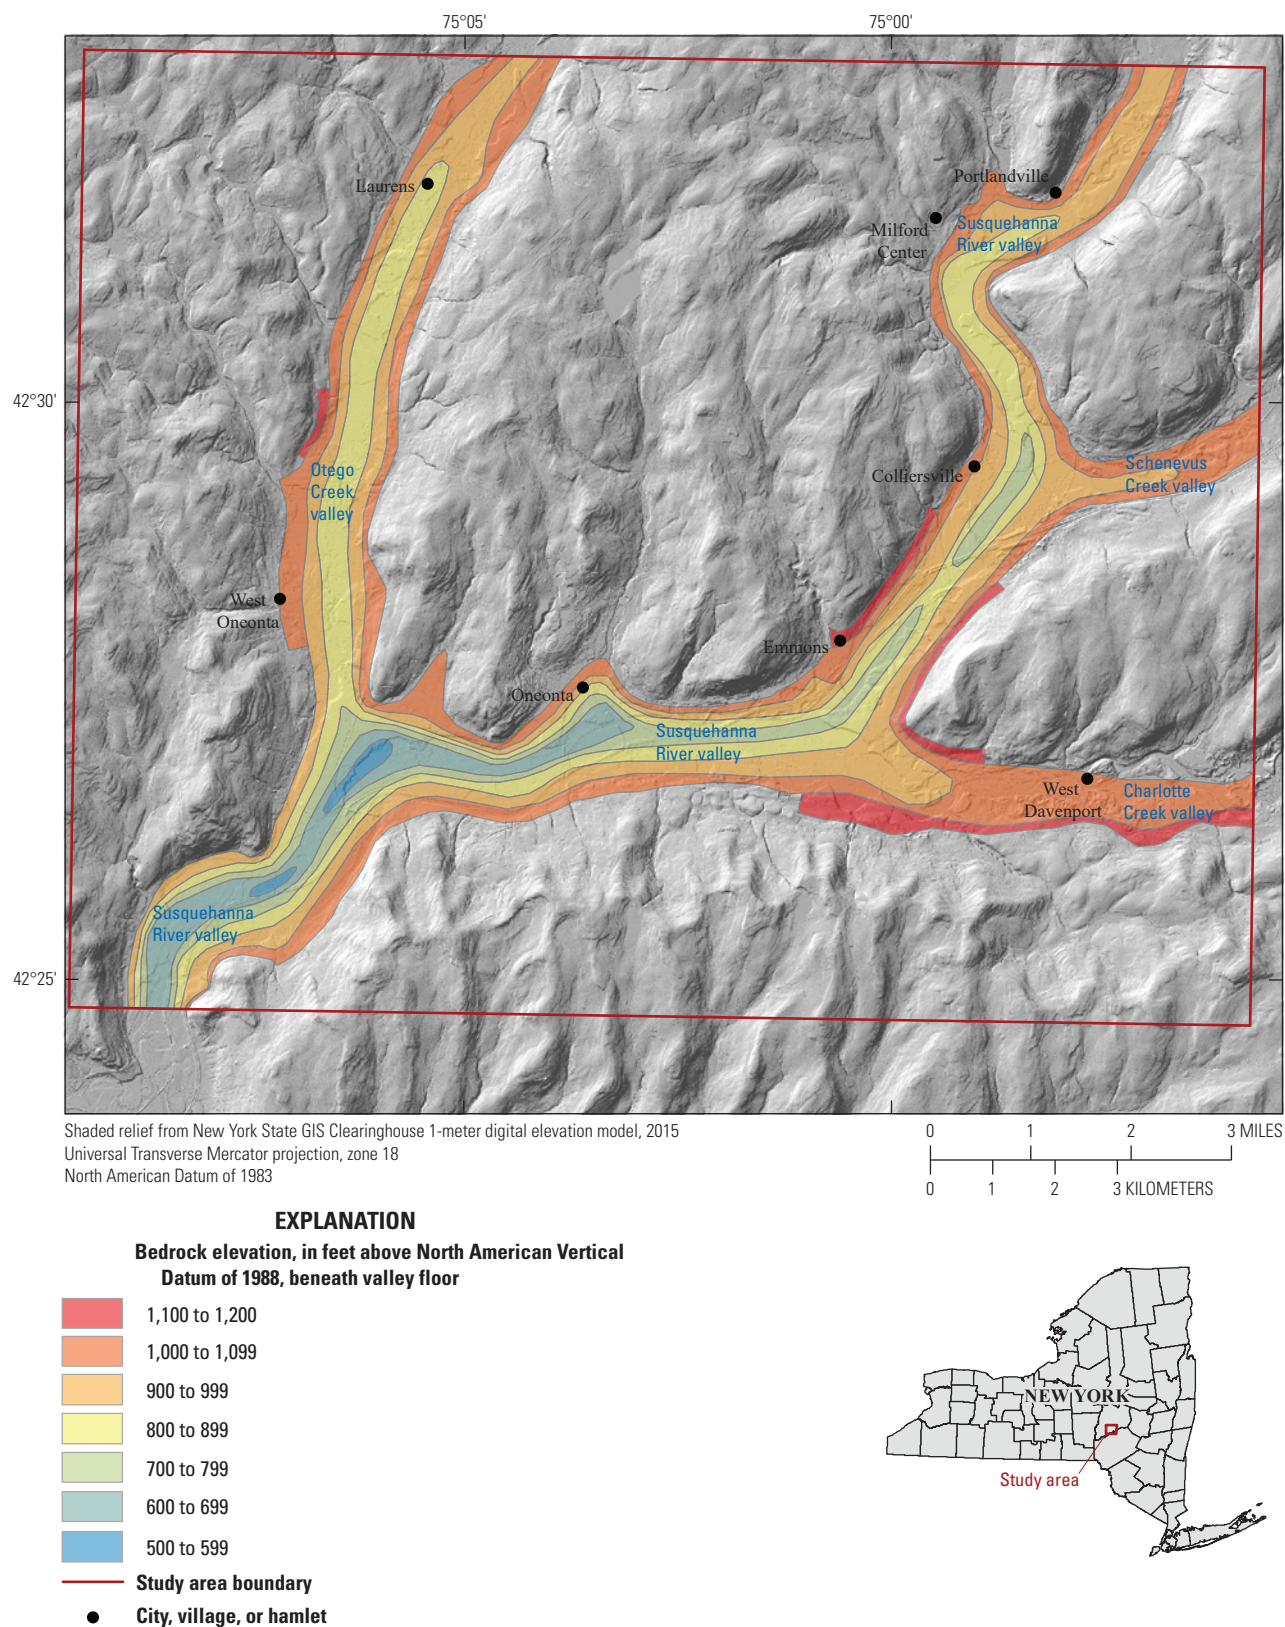 75°05'
75°00'
Laurens
Portlandville
Milford
Center
Susquehanna
River valley
42°30'
Otego
Creek
valley
Colliersville
Schenevus
Creek valley
West
Oneonta
Emmons
Oneonta
Susquehanna
River valley
West
Davenport
Charlotte
Creek valley
Susquehanna
River valley
42°25'
Shaded relief from New York State GIS Clearinghouse 1-meter digital elevation model, 2015
Universal Transverse Mercator projection, zone 18
North American Datum of 1983
0 1 2 3 MILES
0 1 2 3 KILOMETERS
EXPLANATION
Bedrock elevation, in feet above North American Vertical
Datum of 1988, beneath valley floor
1,100 to 1,200
1,000 to 1,099
900 to 999
800 to 899
700 to 799
600 to 699
500 to 599
Study area boundary
City, village, or hamlet
NEW YORK
Study area